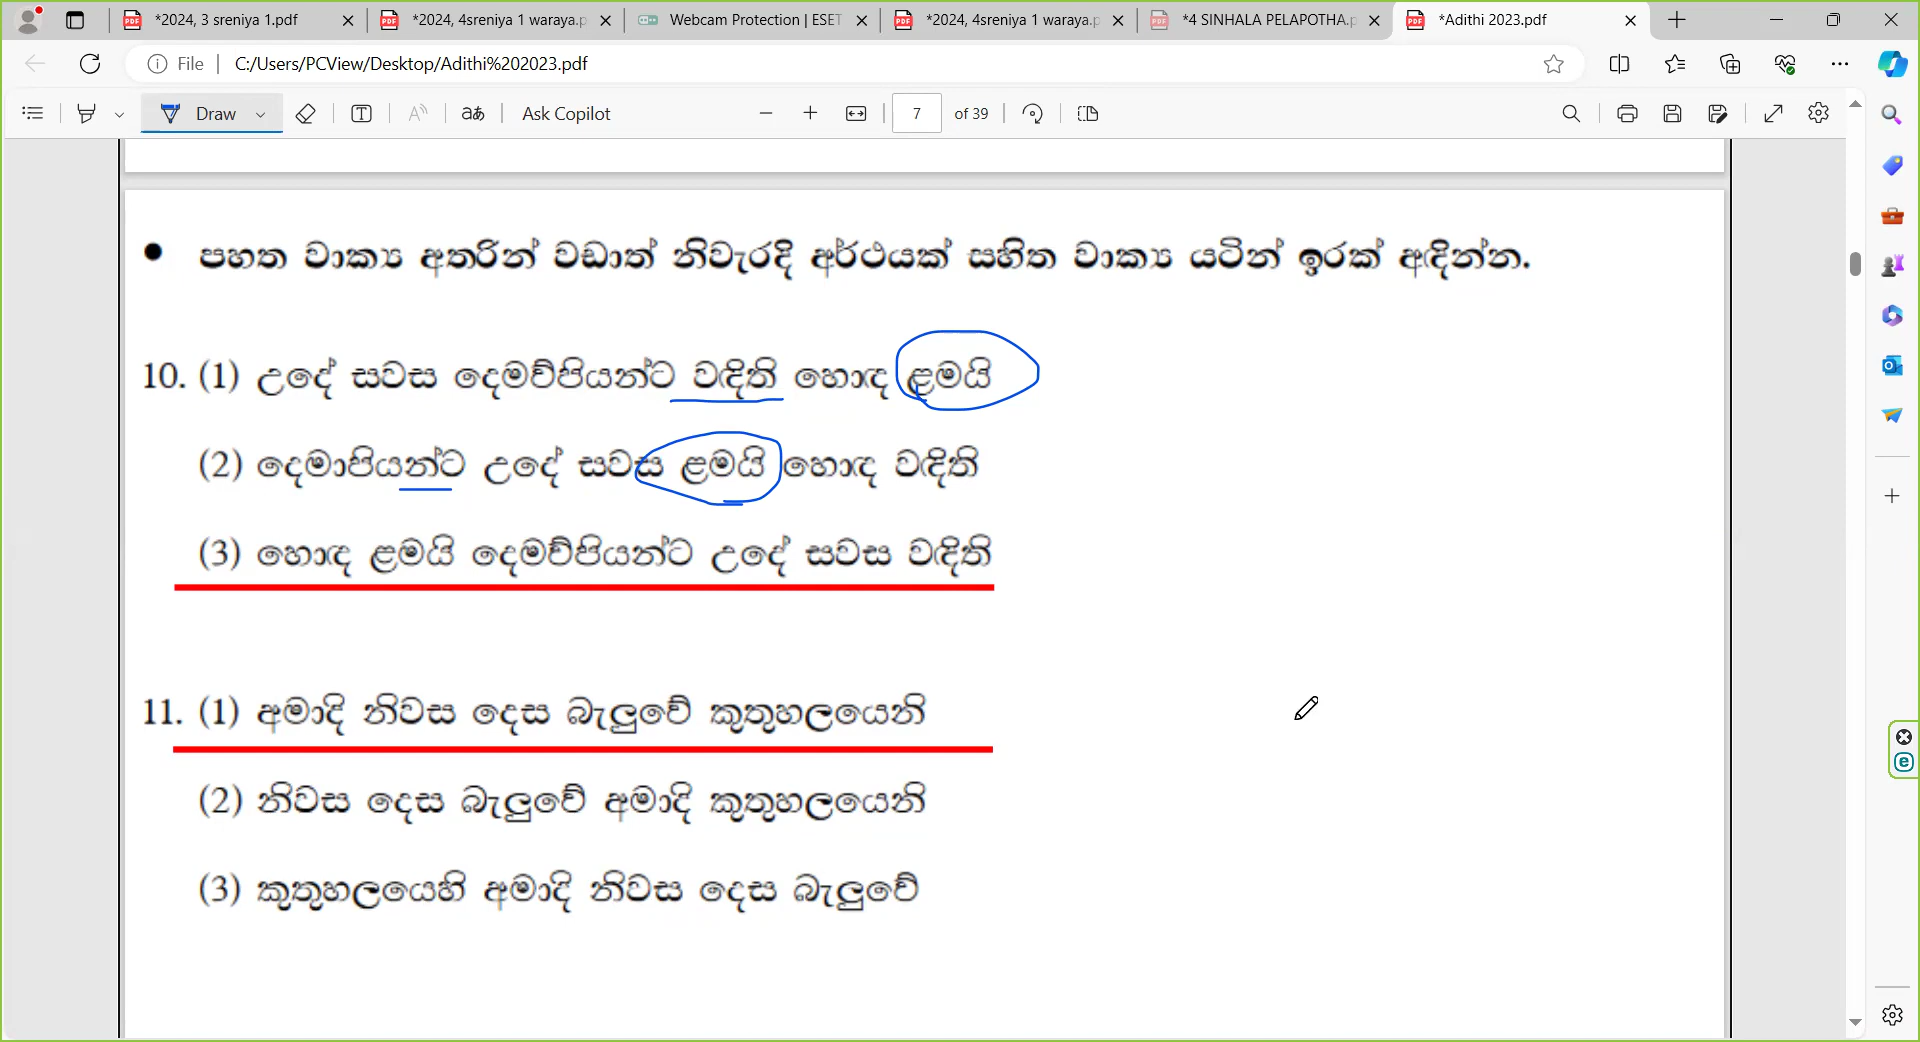 *2024, 3 sreniya 1.pdf
*2024, 4sreniya 1 waraya.p
Webcam Protection | ESET
*2024, 4sreniya 1 waraya.p
*4 SINHALA PELAPOTHA.p
*Adithi 2023.pdf
File
C:/Users/PCView/Desktop/Adithi%202023.pdf
Draw
Ask Copilot
7 of 39
පහත වාක්‍ය අතරින් වඩාත් නිවැරදි අර්ථයක් සහිත වාක්‍ය යටින් ඉරක් අඳින්න.
10. (1) උදේ සවස දෙමව්පියන්ට වඳිති හොඳ ළමයි
(2) දෙමාපියන්ට උදේ සවස ළමයි හොඳ වඳිති
(3) හොඳ ළමයි දෙමව්පියන්ට උදේ සවස වඳිති
11. (1) අමාදි නිවස දෙස බැලුවේ කුතුහලයෙනි
(2) නිවස දෙස බැලුවේ අමාදි කුතුහලයෙනි
(3) කුතුහලයෙහි අමාදි නිවස දෙස බැලුවේ